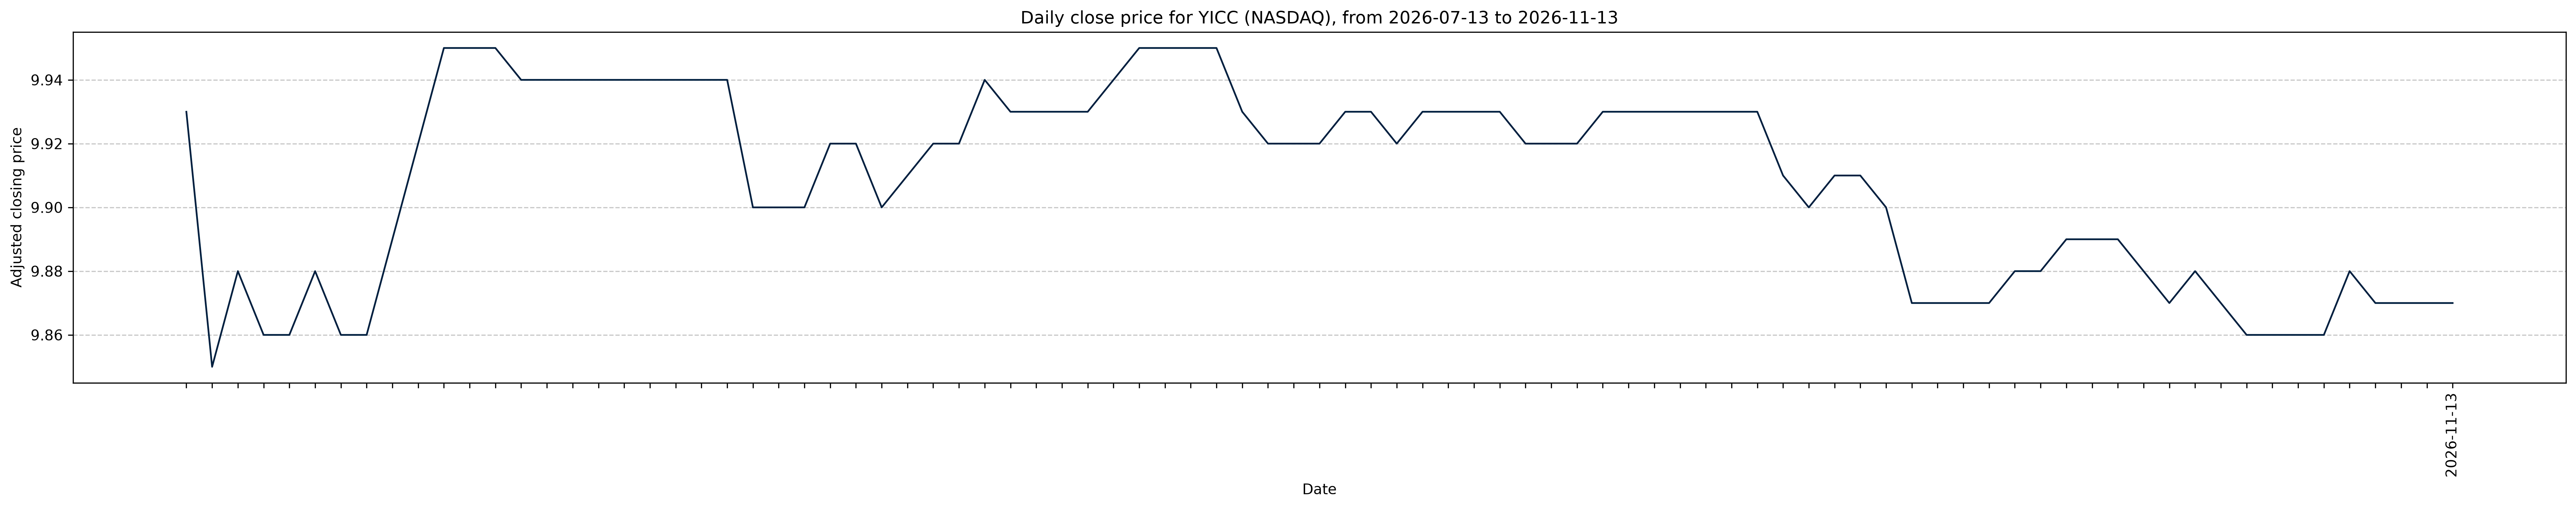 Daily close price for YICC (NASDAQ), from 2026-07-13 to 2026-11-13
Adjusted closing price
9.94
9.92
9.90
9.88
9.86
2026-11-13
Date